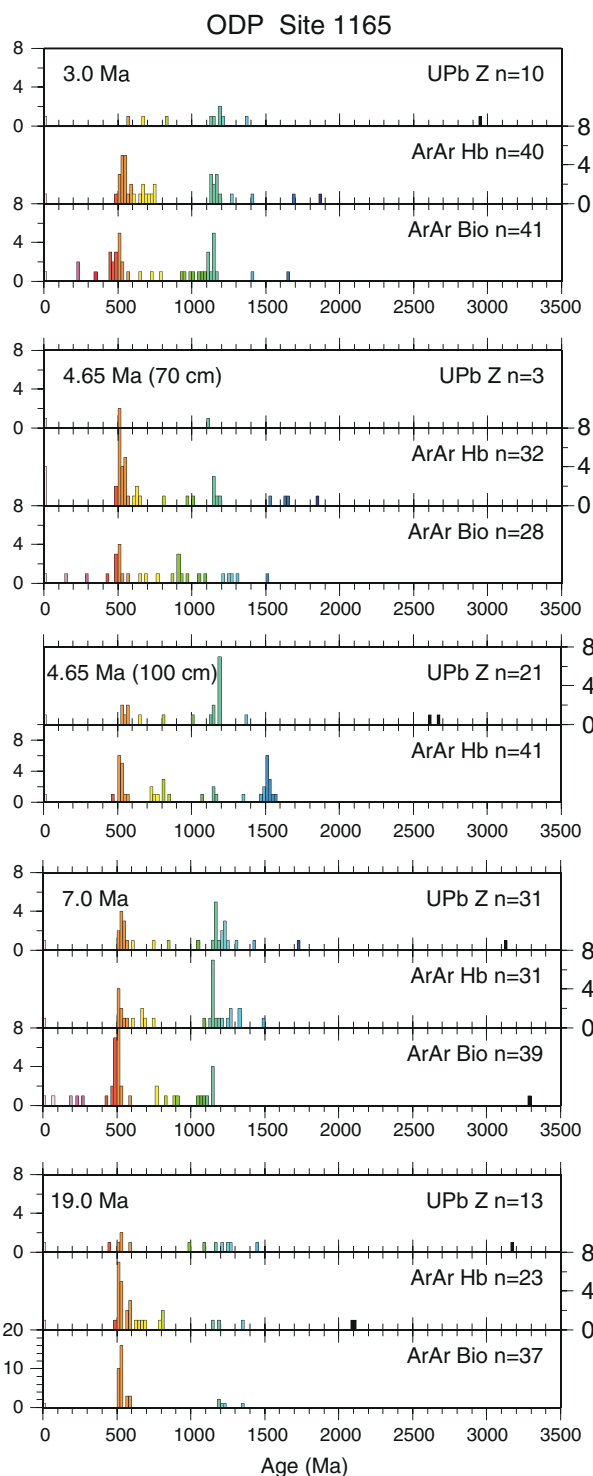 ODP Site 1165
8
3.0 Ma
UPb Z n=10
4
0
8
ArAr Hb n=40
4
8
0
ArAr Bio n=41
4
0
0 500 1000 1500 2000 2500 3000 3500
8
4.65 Ma (70 cm)
UPb Z n=3
4
0
8
ArAr Hb n=32
4
8
0
ArAr Bio n=28
4
0
0 500 1000 1500 2000 2500 3000 3500
8
4.65 Ma (100 cm)
UPb Z n=21
4
0
8
ArAr Hb n=41
4
0
0 500 1000 1500 2000 2500 3000 3500
8
7.0 Ma
UPb Z n=31
4
0
8
ArAr Hb n=31
4
8
0
ArAr Bio n=39
4
0
0 500 1000 1500 2000 2500 3000 3500
8
19.0 Ma
UPb Z n=13
4
0
8
ArAr Hb n=23
4
20
0
ArAr Bio n=37
10
0
0 500 1000 1500 2000 2500 3000 3500
Age (Ma)